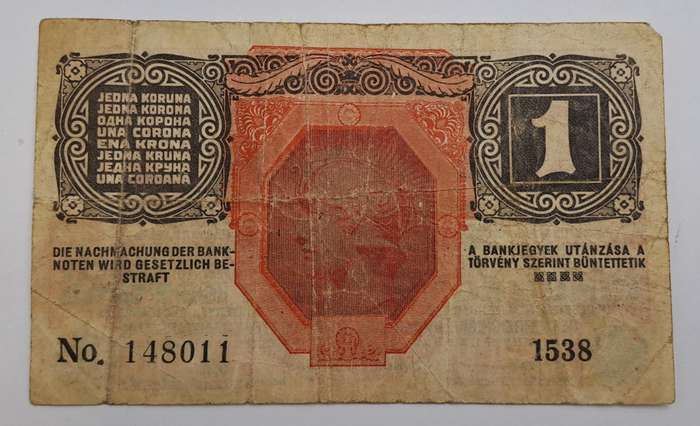 JEDNA KORUNA
JEDNA KORONA
ОДНА КОРОНА
UNA CORONA
ENA KRONA
JEDNA KRUNA
ЈЕДНА КРУНА
UNA COROANA
1
DIE NACHMACHUNG DER BANK-
NOTEN WIRD GESETZLICH BE-
STRAFT
A BANKJEGYEK UTÁNZÁSA A
TÖRVÉNY SZERINT BÜNTETTETIK
No. 148011
1538